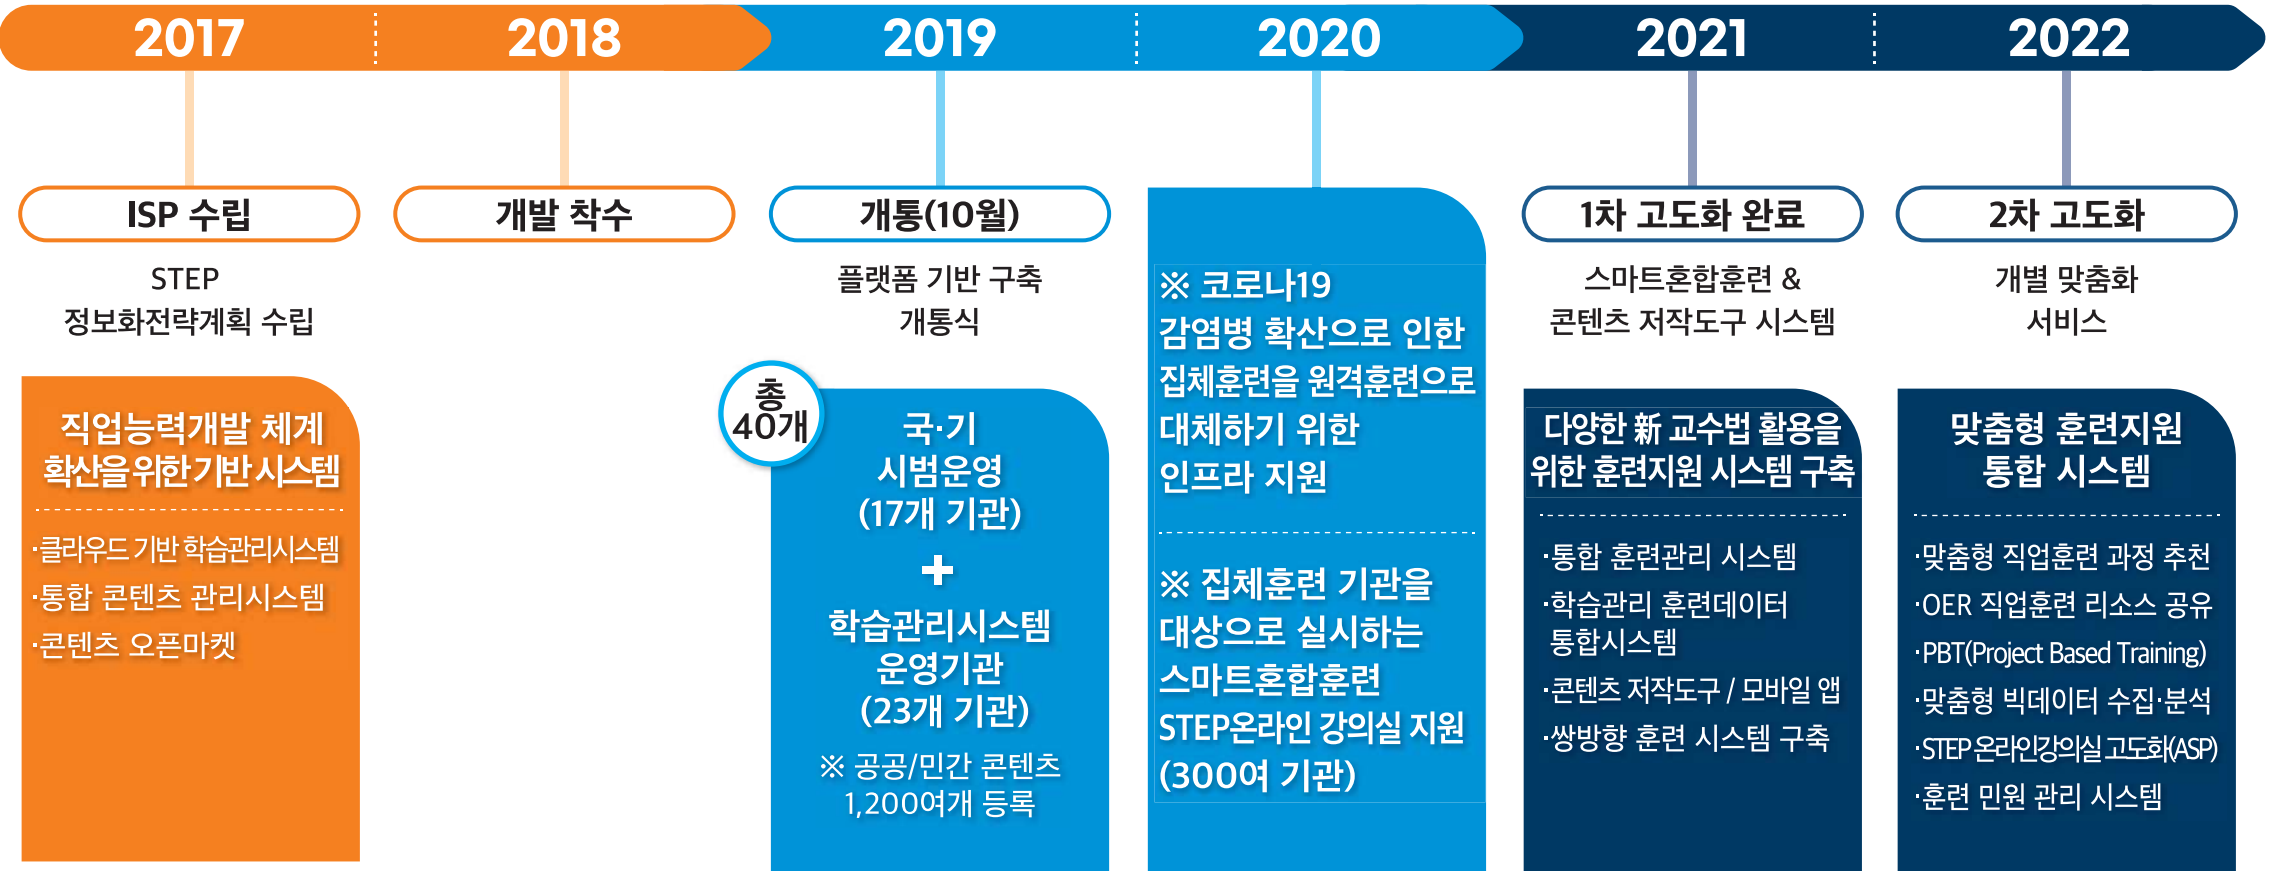 2017
2018
2019
2020
2021
2022
ISP 수립
STEP
정보화전략계획 수립
직업능력개발 체계
확산을 위한 기반 시스템
·클라우드 기반 학습관리시스템
·통합 콘텐츠 관리시스템
·콘텐츠 오픈마켓
개발 착수
개통(10월)
플랫폼 기반 구축
개통식
총
40개
국·기
시범운영
(17개 기관)
+
학습관리시스템
운영기관
(23개 기관)
※ 공공/민간 콘텐츠
1,200여개 등록
※ 코로나19
감염병 확산으로 인한
집체훈련을 원격훈련으로
대체하기 위한
인프라 지원
※ 집체훈련 기관을
대상으로 실시하는
스마트혼합훈련
STEP온라인 강의실 지원
(300여 기관)
1차 고도화 완료
스마트혼합훈련 &
콘텐츠 저작도구 시스템
다양한 新 교수법 활용을
위한 훈련지원 시스템 구축
·통합 훈련관리 시스템
·학습관리 훈련데이터
통합시스템
·콘텐츠 저작도구 / 모바일 앱
·쌍방향 훈련 시스템 구축
2차 고도화
개별 맞춤화
서비스
맞춤형 훈련지원
통합 시스템
·맞춤형 직업훈련 과정 추천
·OER 직업훈련 리소스 공유
·PBT(Project Based Training)
·맞춤형 빅데이터 수집·분석
·STEP 온라인강의실 고도화(ASP)
·훈련 민원 관리 시스템